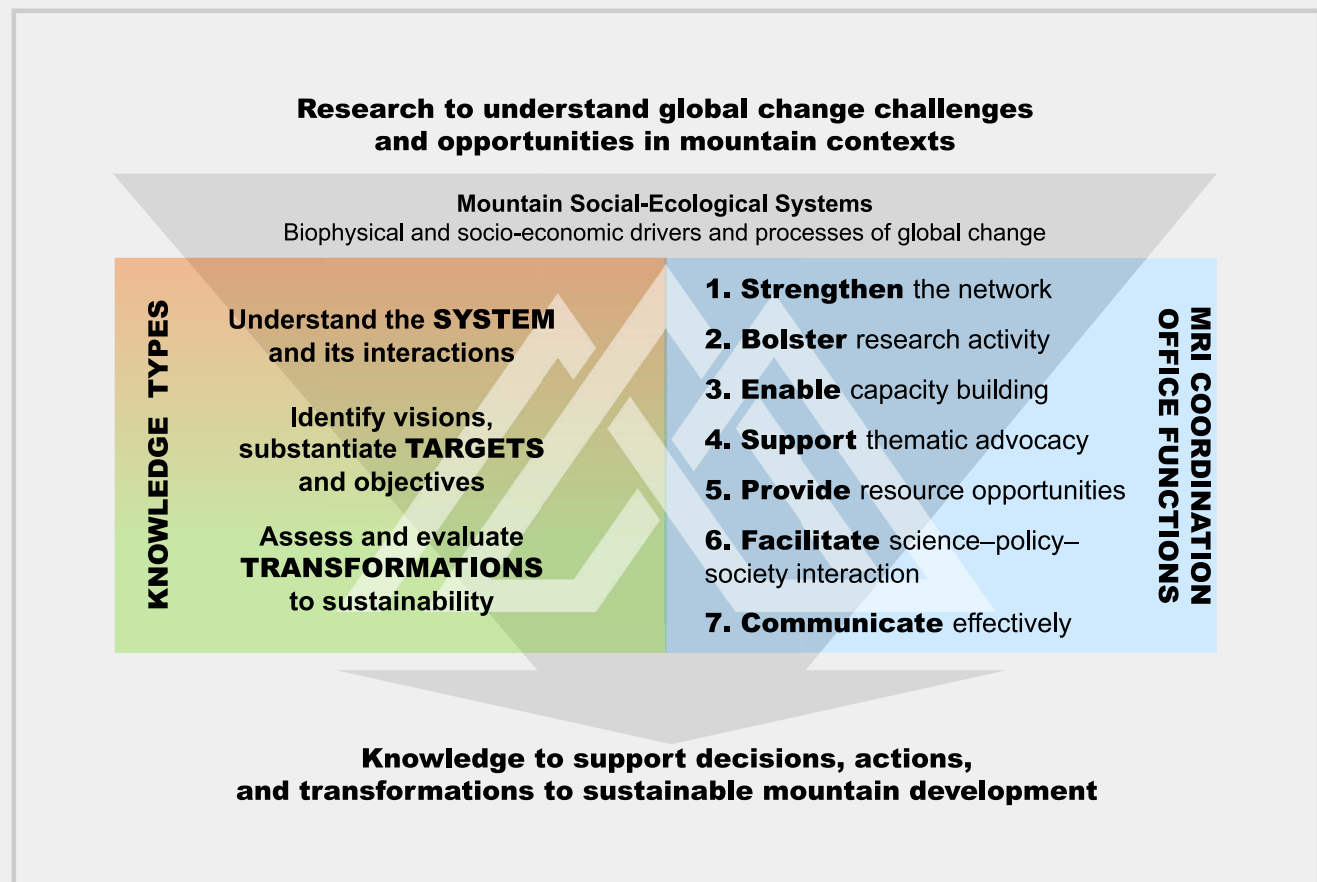 Research to understand global change challenges
and opportunities in mountain contexts
Mountain Social-Ecological Systems
Biophysical and socio-economic drivers and processes of global change
KNOWLEDGE TYPES
Understand the SYSTEM
and its interactions
Identify visions,
substantiate TARGETS
and objectives
Assess and evaluate
TRANSFORMATIONS
to sustainability
1. Strengthen the network
2. Bolster research activity
3. Enable capacity building
4. Support thematic advocacy
5. Provide resource opportunities
6. Facilitate science–policy–
society interaction
7. Communicate effectively
MRI COORDINATION
OFFICE FUNCTIONS
Knowledge to support decisions, actions,
and transformations to sustainable mountain development